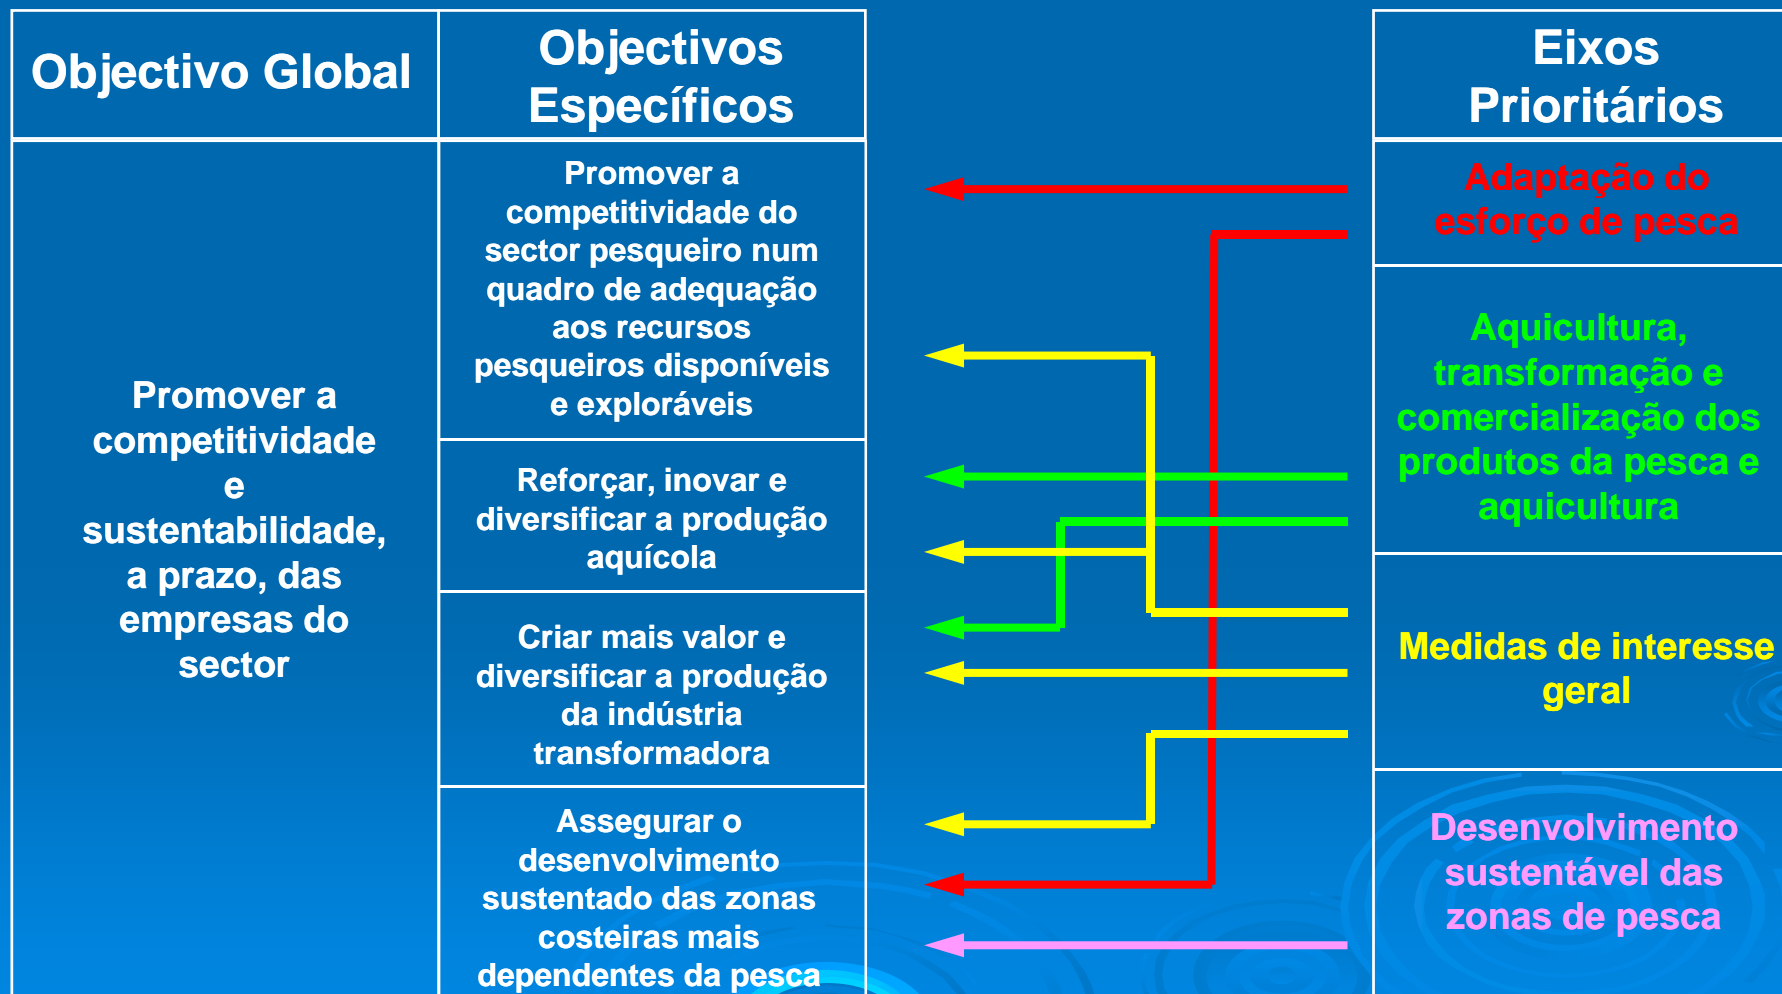 Objectivo Global
Objectivos
Específicos
Eixos
Prioritários
Promover a
competitividade
e
sustentabilidade,
a prazo, das
empresas do
sector
Promover a
competitividade do
sector pesqueiro num
quadro de adequação
aos recursos
pesqueiros disponíveis
e exploráveis
Reforçar, inovar e
diversificar a produção
aquícola
Criar mais valor e
diversificar a produção
da indústria
transformadora
Assegurar o
desenvolvimento
sustentado das zonas
costeiras mais
dependentes da pesca
Adaptação do
esforço de pesca
Aquicultura,
transformação e
comercialização dos
produtos da pesca e
aquicultura
Medidas de interesse
geral
Desenvolvimento
sustentável das
zonas de pesca